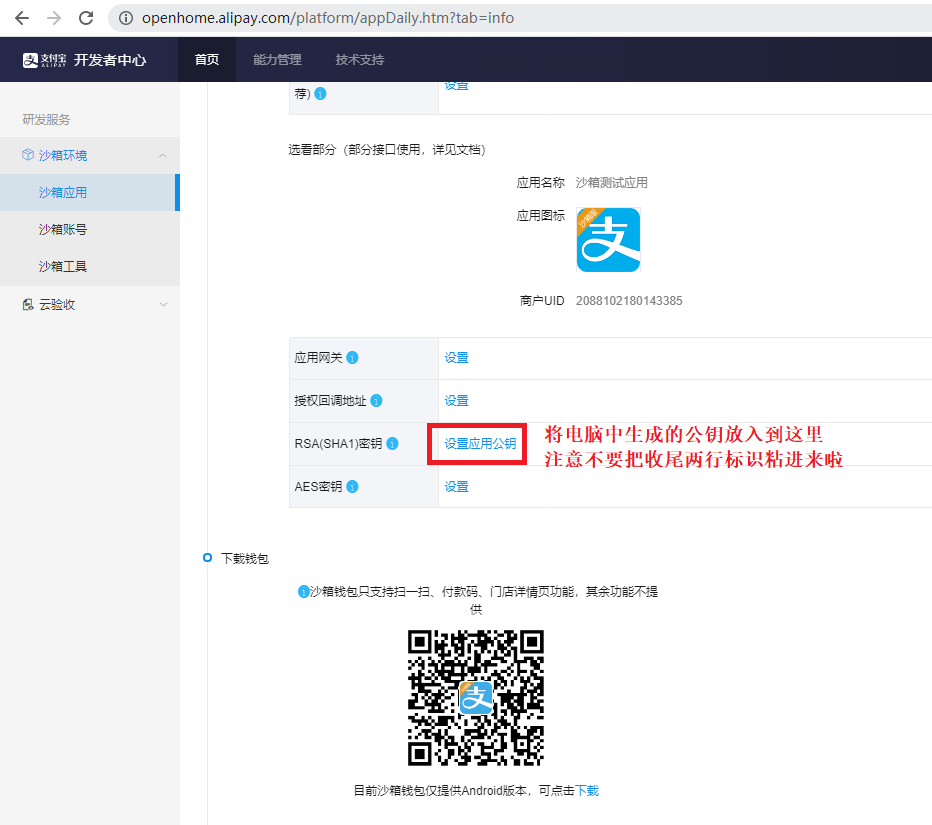 openhome.alipay.com/platform/appDaily.htm?tab=info
支 支付宝 ALIPAY 开发者中心 首页 能力管理 技术支持
荐) 设置
研发服务
沙箱环境
沙箱应用
沙箱账号
沙箱工具
云验收
选看部分（部分接口使用，详见文档）
应用名称 沙箱测试应用
应用图标
沙箱版
支
商户UID 2088102180143385
应用网关 设置
授权回调地址 设置
RSA(SHA1)密钥 设置应用公钥
将电脑中生成的公钥放入到这里
注意不要把收尾两行标识粘进来啦
AES密钥 设置
下载钱包
沙箱钱包只支持扫一扫、付款码、门店详情页功能，其余功能不提
供
支
目前沙箱钱包仅提供Android版本，可点击下载